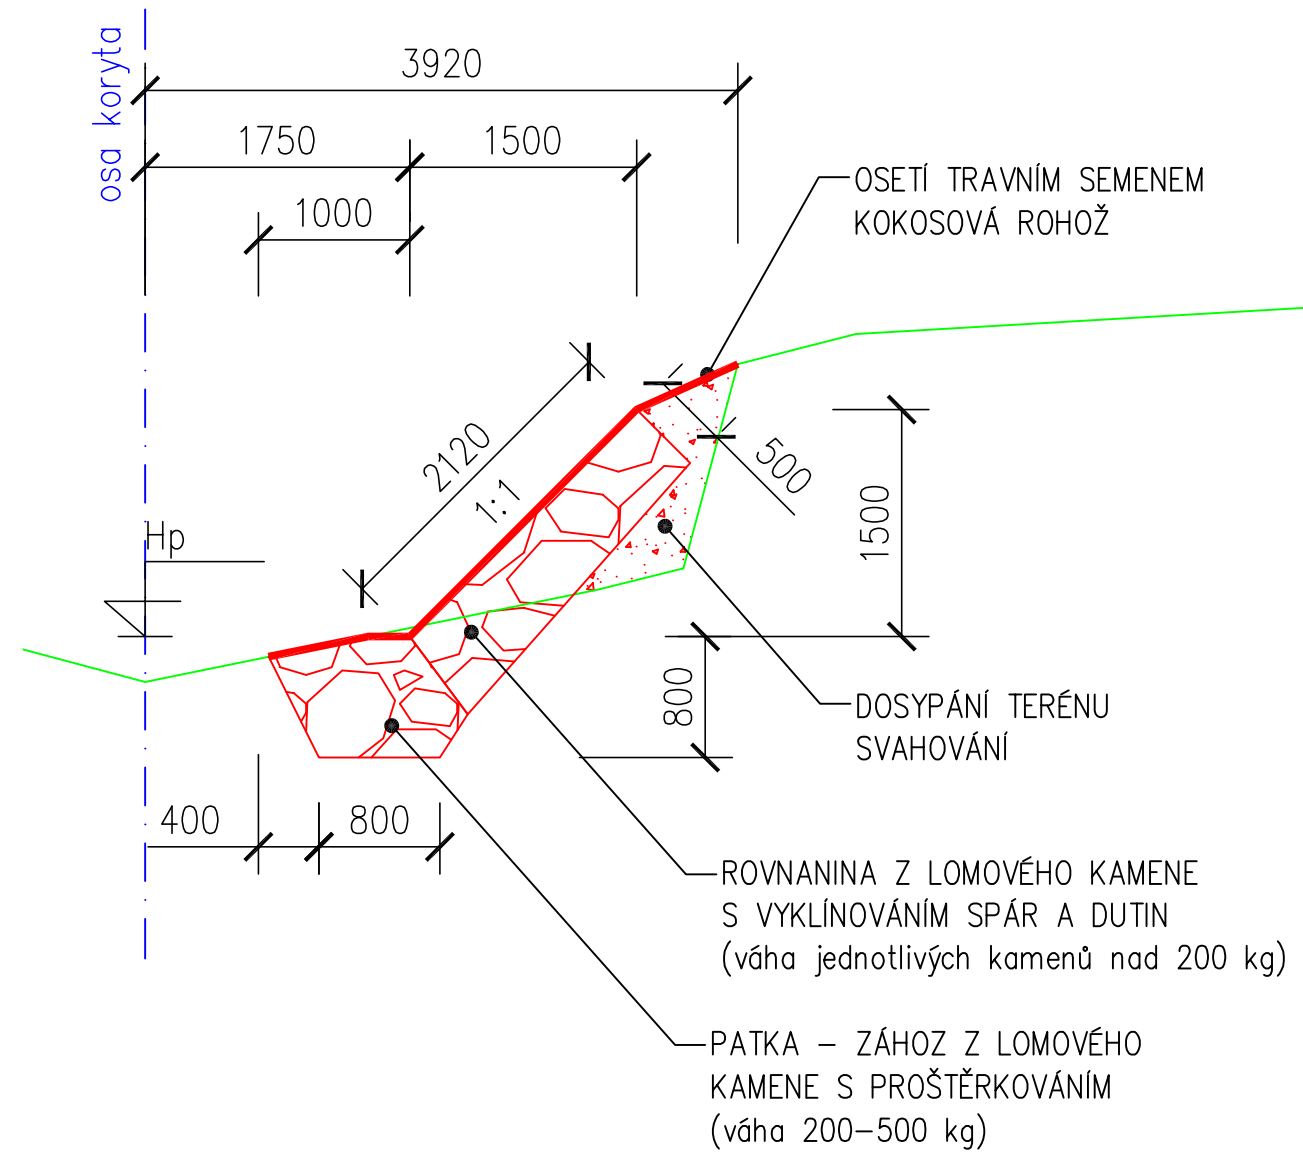 osa koryta
3920
1750
1500
1000
OSETÍ TRAVNÍM SEMENEM
KOKOSOVÁ ROHOŽ
2120
1:1
500
1500
Hp
800
DOSYPÁNÍ TERÉNU
SVAHOVÁNÍ
400
800
ROVNANINA Z LOMOVÉHO KAMENE
S VYKLÍNOVÁNÍM SPÁR A DUTIN
(váha jednotlivých kamenů nad 200 kg)
PATKA – ZÁHOZ Z LOMOVÉHO
KAMENE S PROŠTĚRKOVÁNÍM
(váha 200–500 kg)